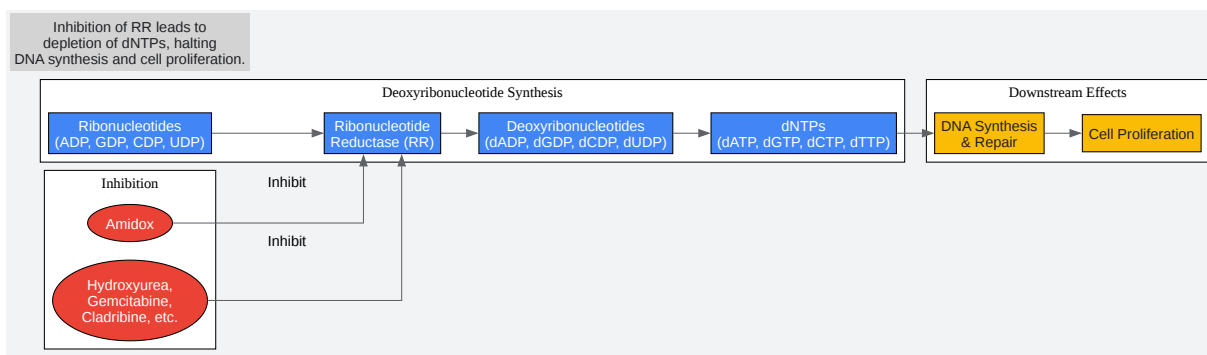 Inhibition of RR leads to
depletion of dNTPs, halting
DNA synthesis and cell proliferation.
Deoxyribonucleotide Synthesis
Ribonucleotides
(ADP, GDP, CDP, UDP)
Ribonucleotide
Reductase (RR)
Deoxyribonucleotides
(dADP, dGDP, dCDP, dUDP)
dNTPs
(dATP, dGTP, dCTP, dTTP)
Downstream Effects
DNA Synthesis
& Repair
Cell Proliferation
Inhibition
Amidox
Hydroxyurea,
Gemcitabine,
Cladribine, etc.
Inhibit
Inhibit